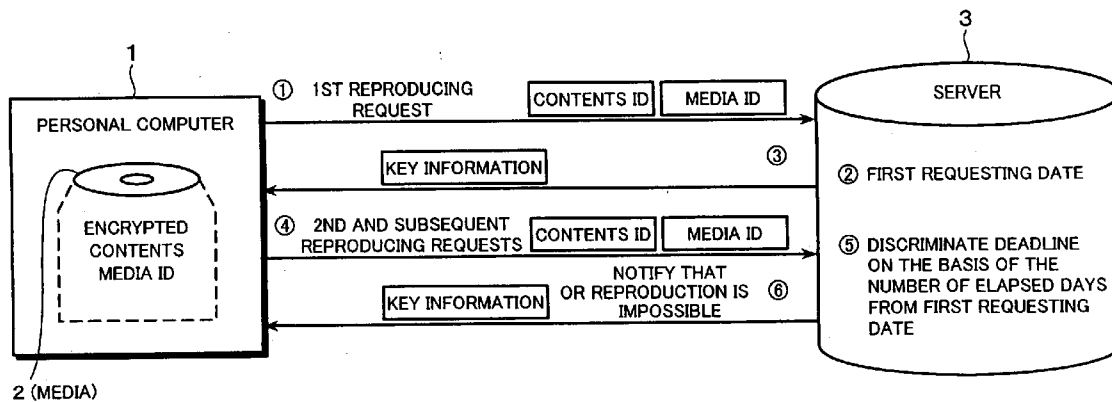 1
3
① 1ST REPRODUCING
REQUEST
CONTENTS ID
MEDIA ID
SERVER
PERSONAL COMPUTER
KEY INFORMATION
③
② FIRST REQUESTING DATE
ENCRYPTED
CONTENTS
MEDIA ID
④ 2ND AND SUBSEQUENT
REPRODUCING REQUESTS
CONTENTS ID
MEDIA ID
⑤ DISCRIMINATE DEADLINE
ON THE BASIS OF THE
NUMBER OF ELAPSED DAYS
FROM FIRST REQUESTING
DATE
KEY INFORMATION
NOTIFY THAT
OR REPRODUCTION IS
IMPOSSIBLE
⑥
2 (MEDIA)